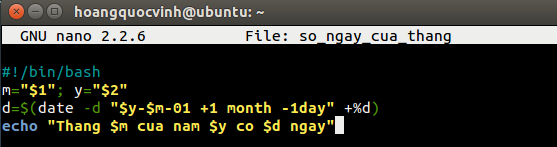 hoangquocvinh@ubuntu: ~
GNU nano 2.2.6 File: so_ngay_cua_thang
#!/bin/bash
m="$1"; y="$2"
d=$(date -d "$y-$m-01 +1 month -1day" +%d)
echo "Thang $m cua nam $y co $d ngay"